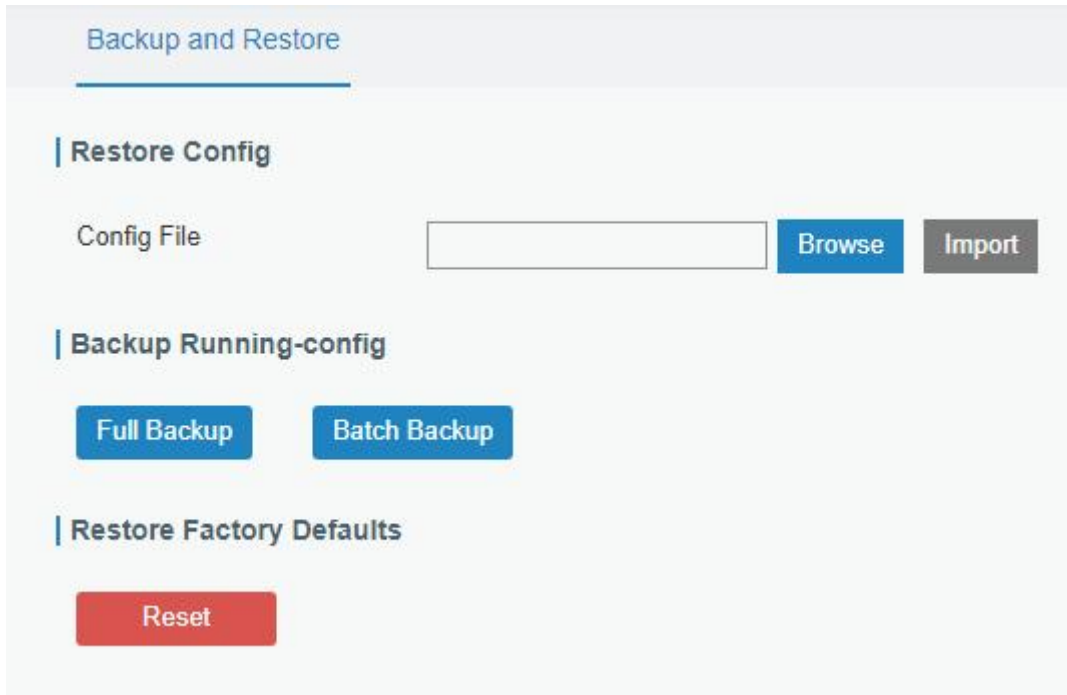 Backup and Restore
Restore Config
Config File Browse Import
Backup Running-config
Full Backup Batch Backup
Restore Factory Defaults
Reset